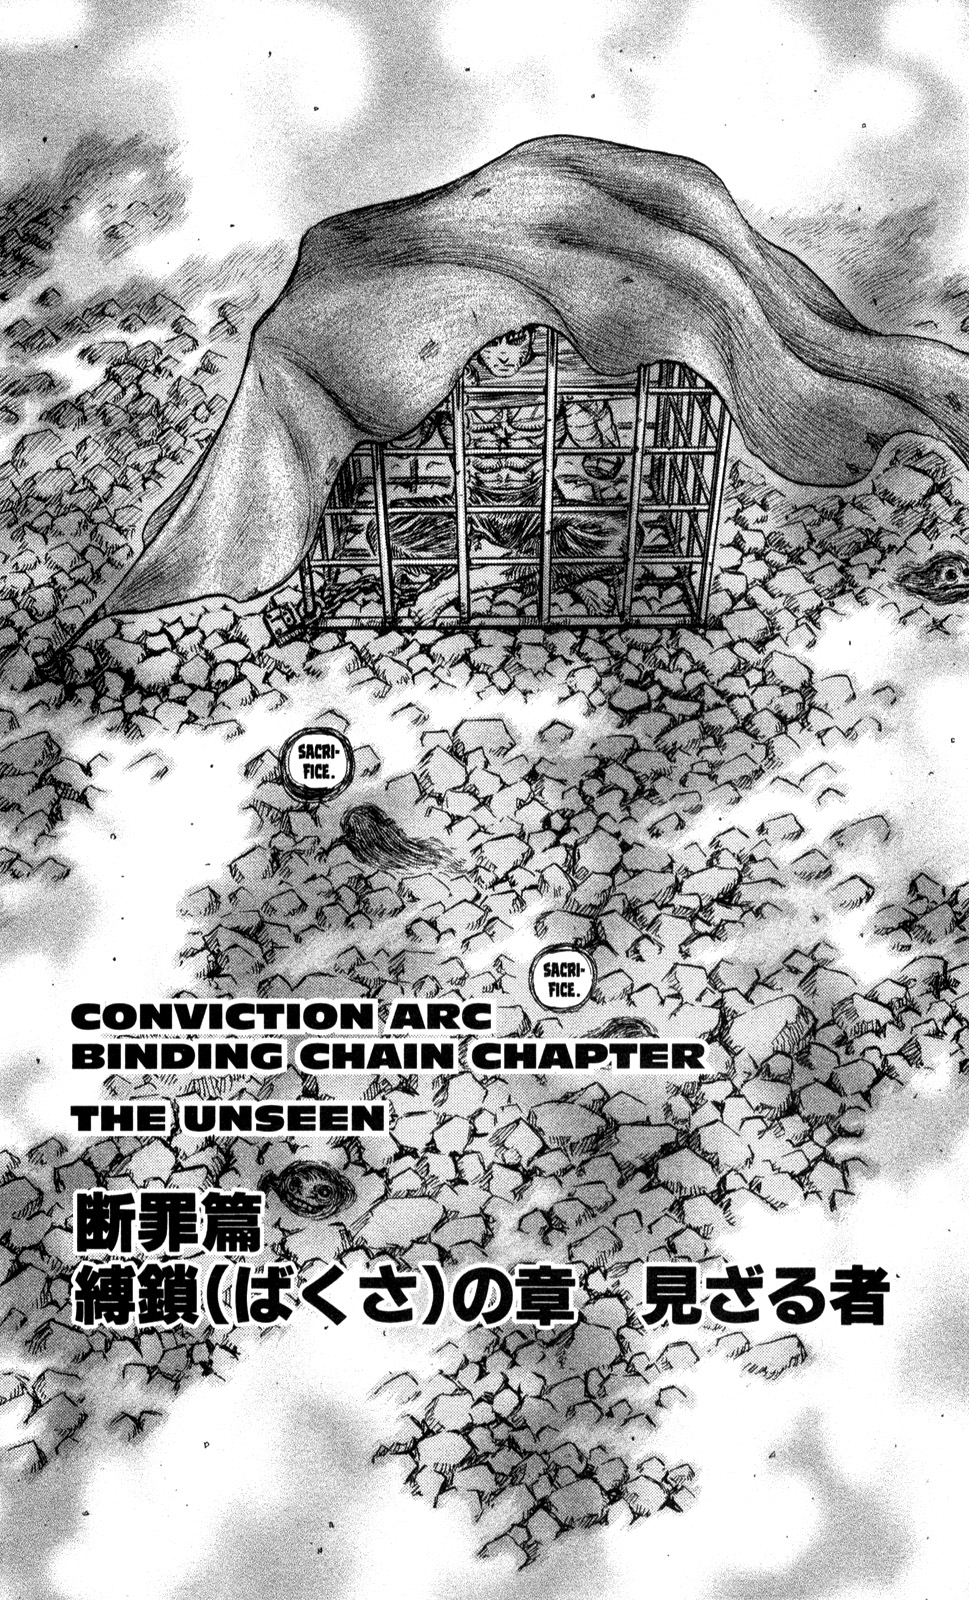 SACRI-
FICE.
SACRI-
FICE.
CONVICTION ARC
BINDING CHAIN CHAPTER
THE UNSEEN
断罪篇
縛鎖(ばくさ)の章 見ざる者